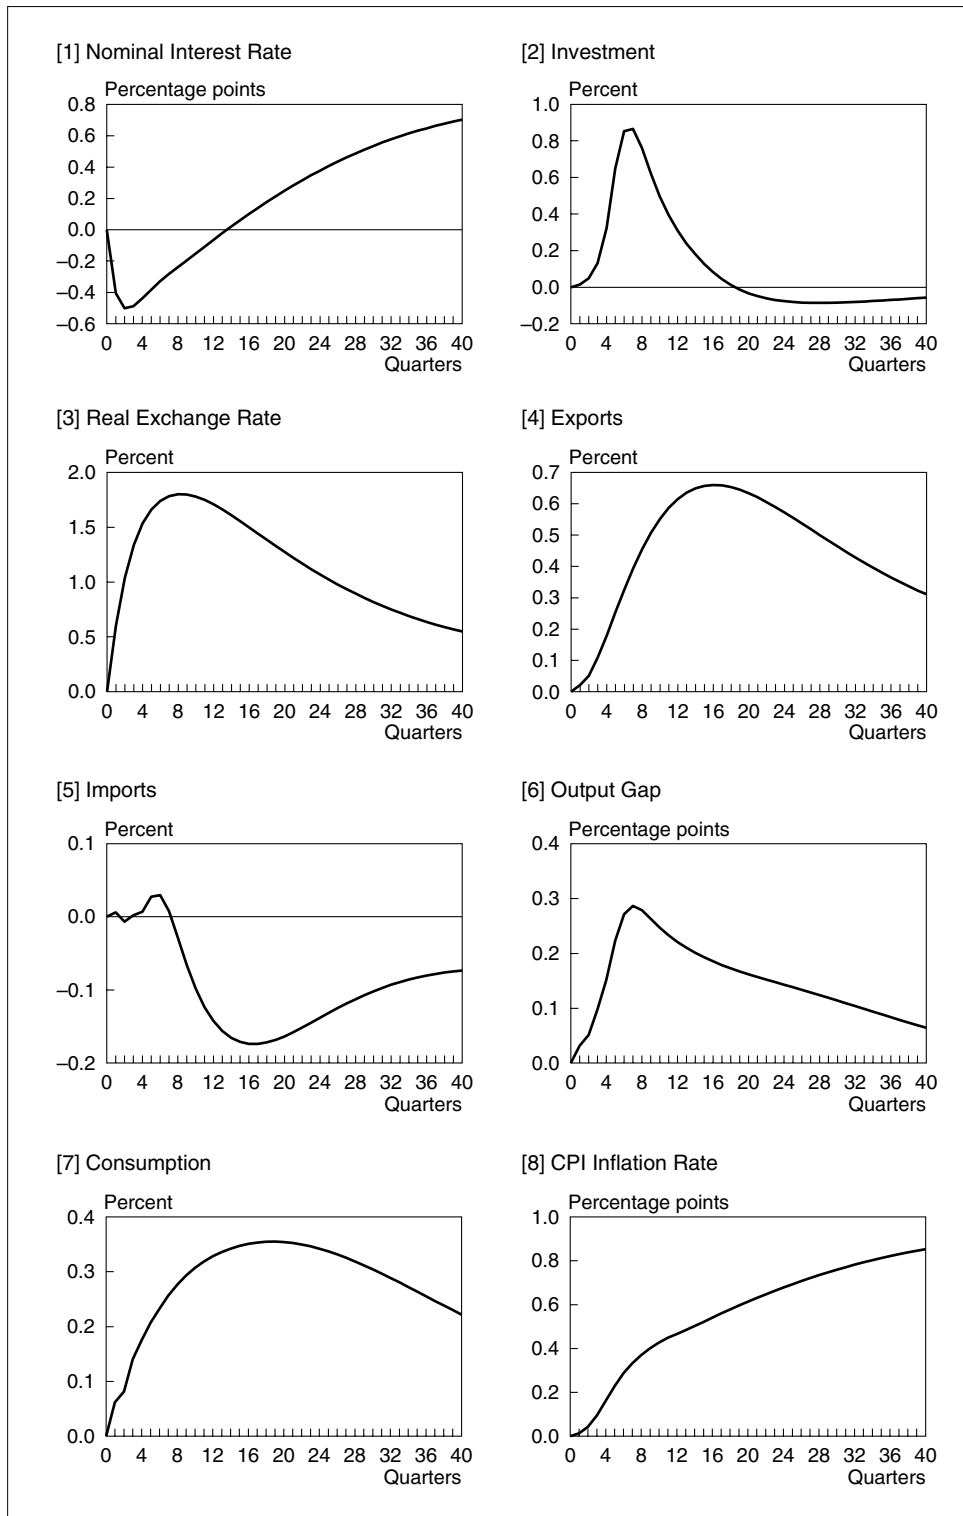 [1] Nominal Interest Rate
Percentage points
0.8
0.6
0.4
0.2
0.0
–0.2
–0.4
–0.6
0 4 8 12 16 20 24 28 32 36 40
Quarters
[2] Investment
Percent
1.0
0.8
0.6
0.4
0.2
0.0
–0.2
0 4 8 12 16 20 24 28 32 36 40
Quarters
[3] Real Exchange Rate
Percent
2.0
1.5
1.0
0.5
0.0
0 4 8 12 16 20 24 28 32 36 40
Quarters
[4] Exports
Percent
0.7
0.6
0.5
0.4
0.3
0.2
0.1
0.0
0 4 8 12 16 20 24 28 32 36 40
Quarters
[5] Imports
Percent
0.1
0.0
–0.1
–0.2
0 4 8 12 16 20 24 28 32 36 40
Quarters
[6] Output Gap
Percentage points
0.4
0.3
0.2
0.1
0.0
0 4 8 12 16 20 24 28 32 36 40
Quarters
[7] Consumption
Percent
0.4
0.3
0.2
0.1
0.0
0 4 8 12 16 20 24 28 32 36 40
Quarters
[8] CPI Inflation Rate
Percentage points
1.0
0.8
0.6
0.4
0.2
0.0
0 4 8 12 16 20 24 28 32 36 40
Quarters